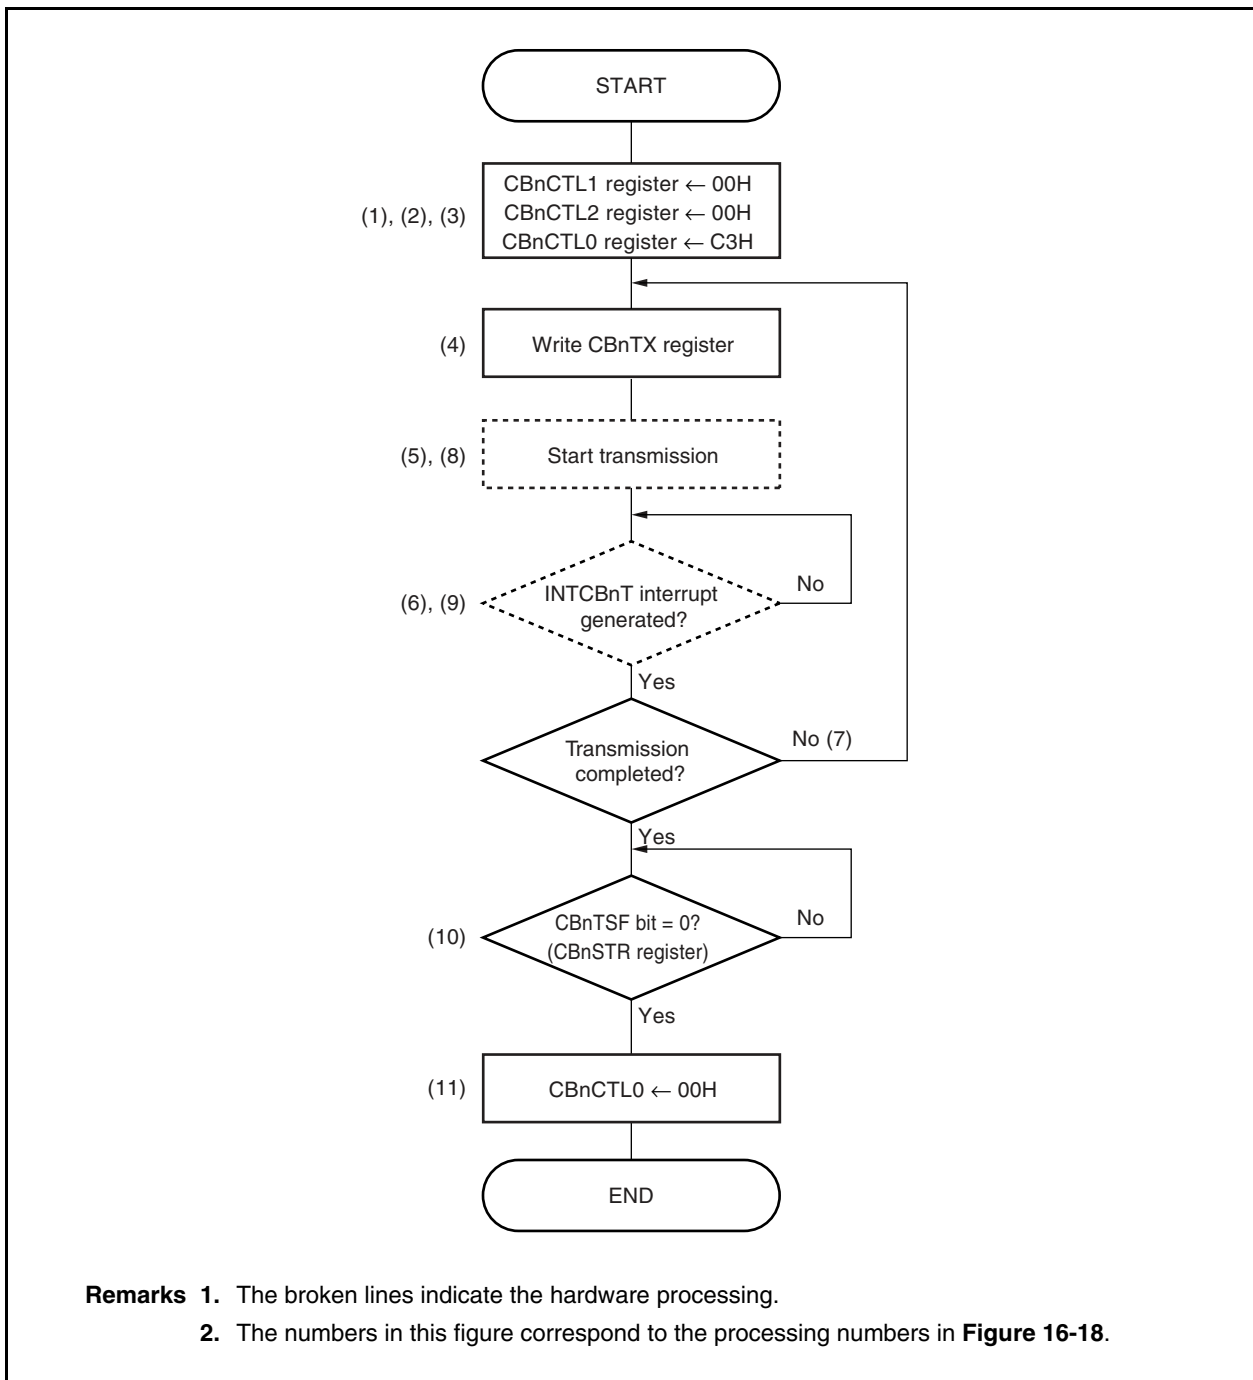 START
CBnCTL1 register ← 00H
(1), (2), (3)
CBnCTL2 register ← 00H
CBnCTL0 register ← C3H
(4)
Write CBnTX register
(5), (8)
Start transmission
(6), (9)
INTCBnT interrupt
generated?
No
Yes
Transmission
completed?
No (7)
Yes
(10)
CBnTSF bit = 0?
(CBnSTR register)
No
Yes
(11)
CBnCTL0 ← 00H
END
Remarks 1. The broken lines indicate the hardware processing.
2. The numbers in this figure correspond to the processing numbers in Figure 16-18.